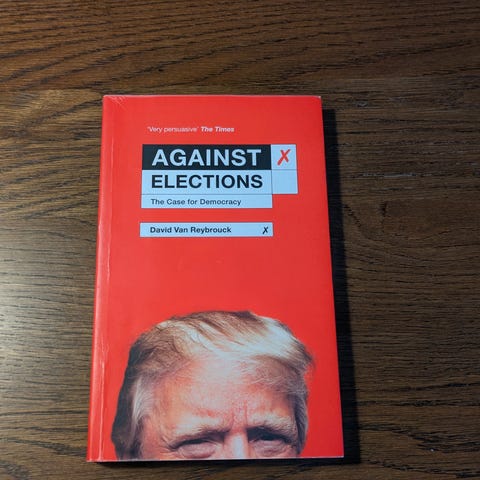 'Very persuasive' The Times
AGAINST X
ELECTIONS
The Case for Democracy
David Van Reybrouck X